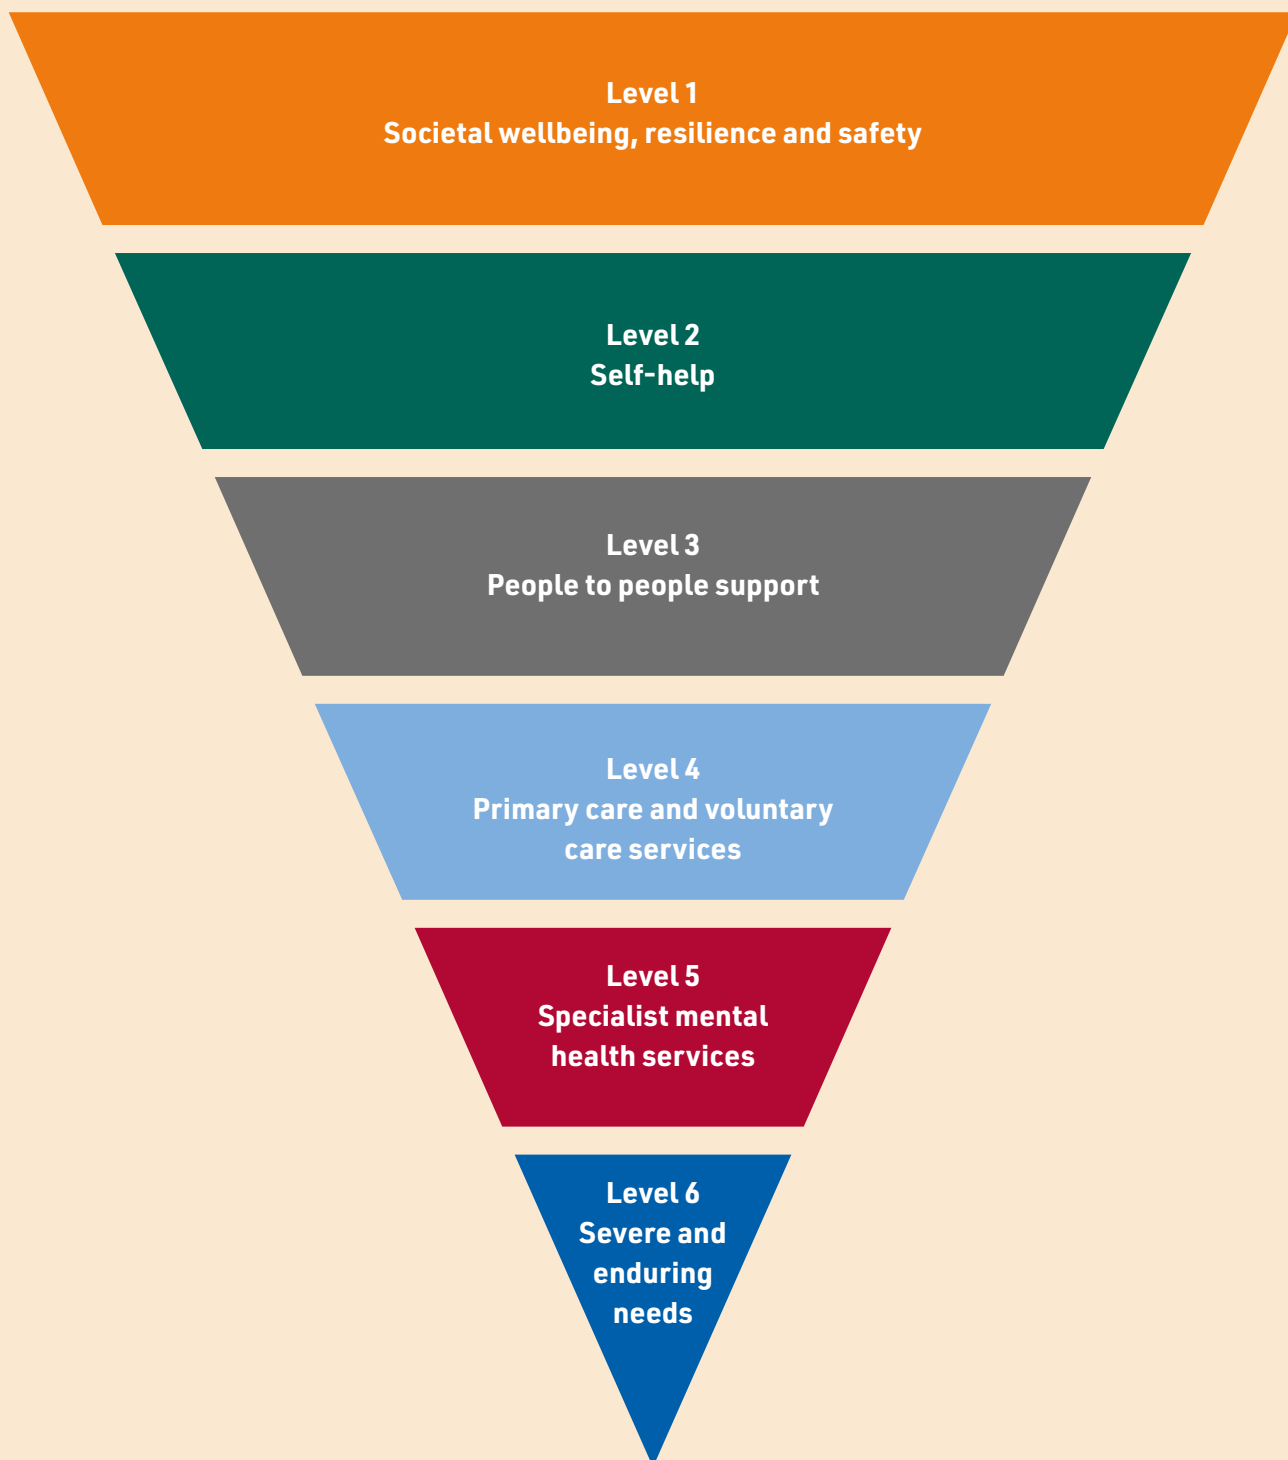 Level 1
Societal wellbeing, resilience and safety
Level 2
Self-help
Level 3
People to people support
Level 4
Primary care and voluntary
care services
Level 5
Specialist mental
health services
Level 6
Severe and
enduring
needs